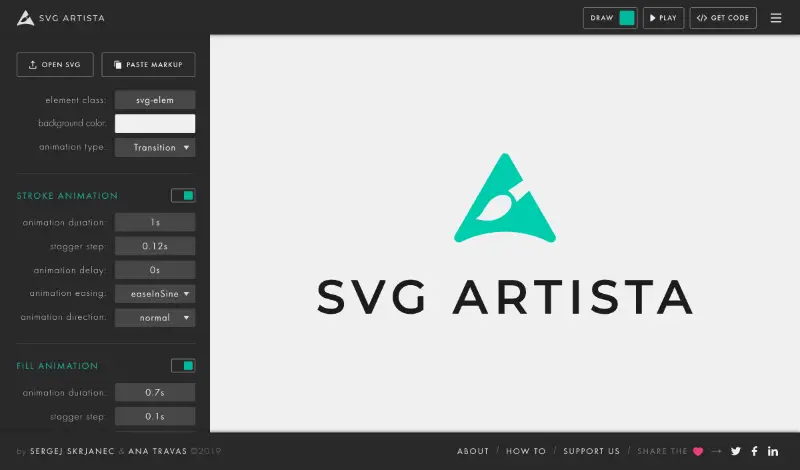 SVG ARTISTA
DRAW
PLAY
</> GET CODE
OPEN SVG
PASTE MARKUP
element class: svg-elem
background color:
animation type: Transition
STROKE ANIMATION
animation duration: 1s
stagger step: 0.12s
animation delay: 0s
animation easing: easeInSine
animation direction: normal
FILL ANIMATION
animation duration: 0.7s
stagger step: 0.1s
SVG ARTISTA
by SERGEJ SKRJANEC & ANA TRAVAS ©2019
ABOUT / HOW TO / SUPPORT US / SHARE THE